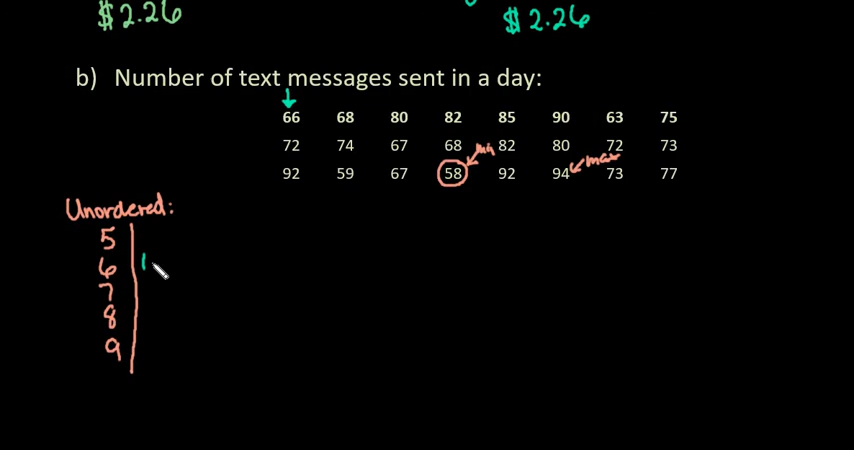 $2.26 $2.26
b) Number of text messages sent in a day:
66 68 80 82 85 90 63 75
72 74 67 68 min 82 80 72 73
max
92 59 67 58 92 94 73 77
Unordered:
5
6
7
8
9